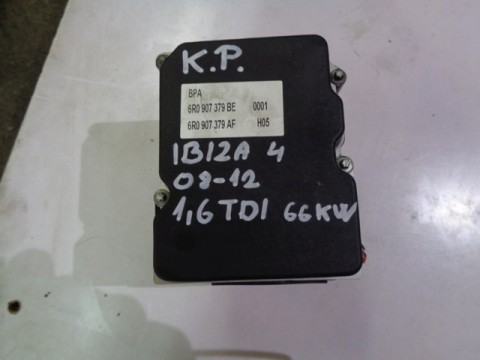 K.P.
BPA
6R0 907 379 BE 0001
6R0 907 379 AF H05
IBIZA 4
08-12
1,6 TDI 66KW